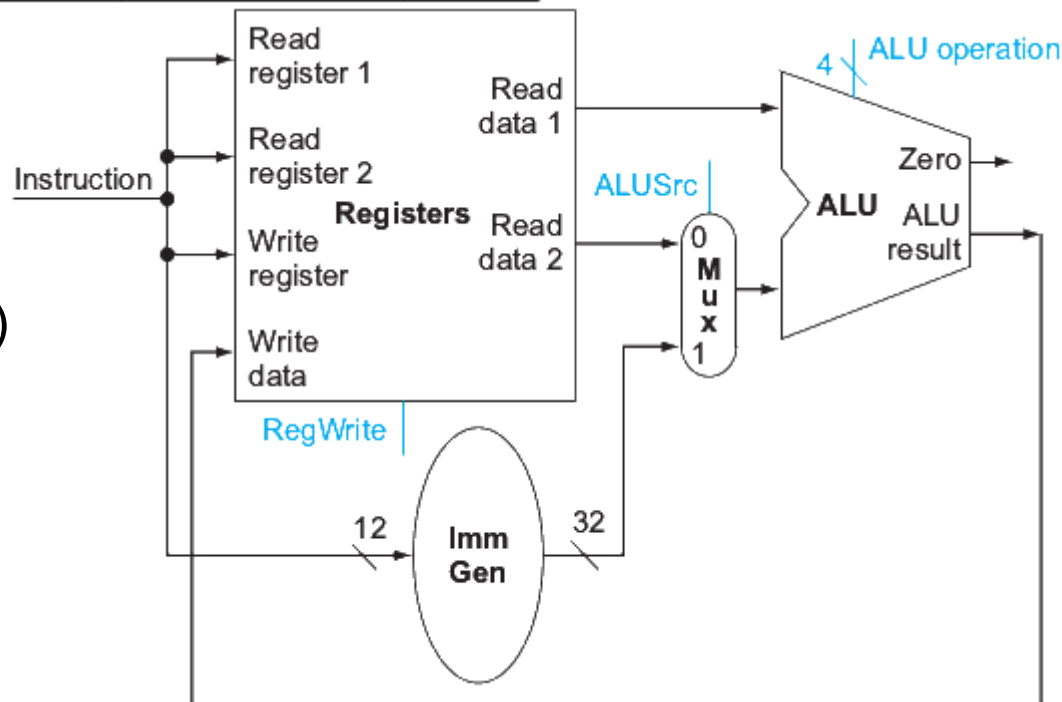 Read
register 1
Read
register 2
Instruction
Registers
Write
register
Write
data
Read
data 1
Read
data 2
RegWrite
ALUSrc
0
M
u
x
1
4
ALU operation
Zero
ALU
ALU
result
12
Imm
Gen
32
)